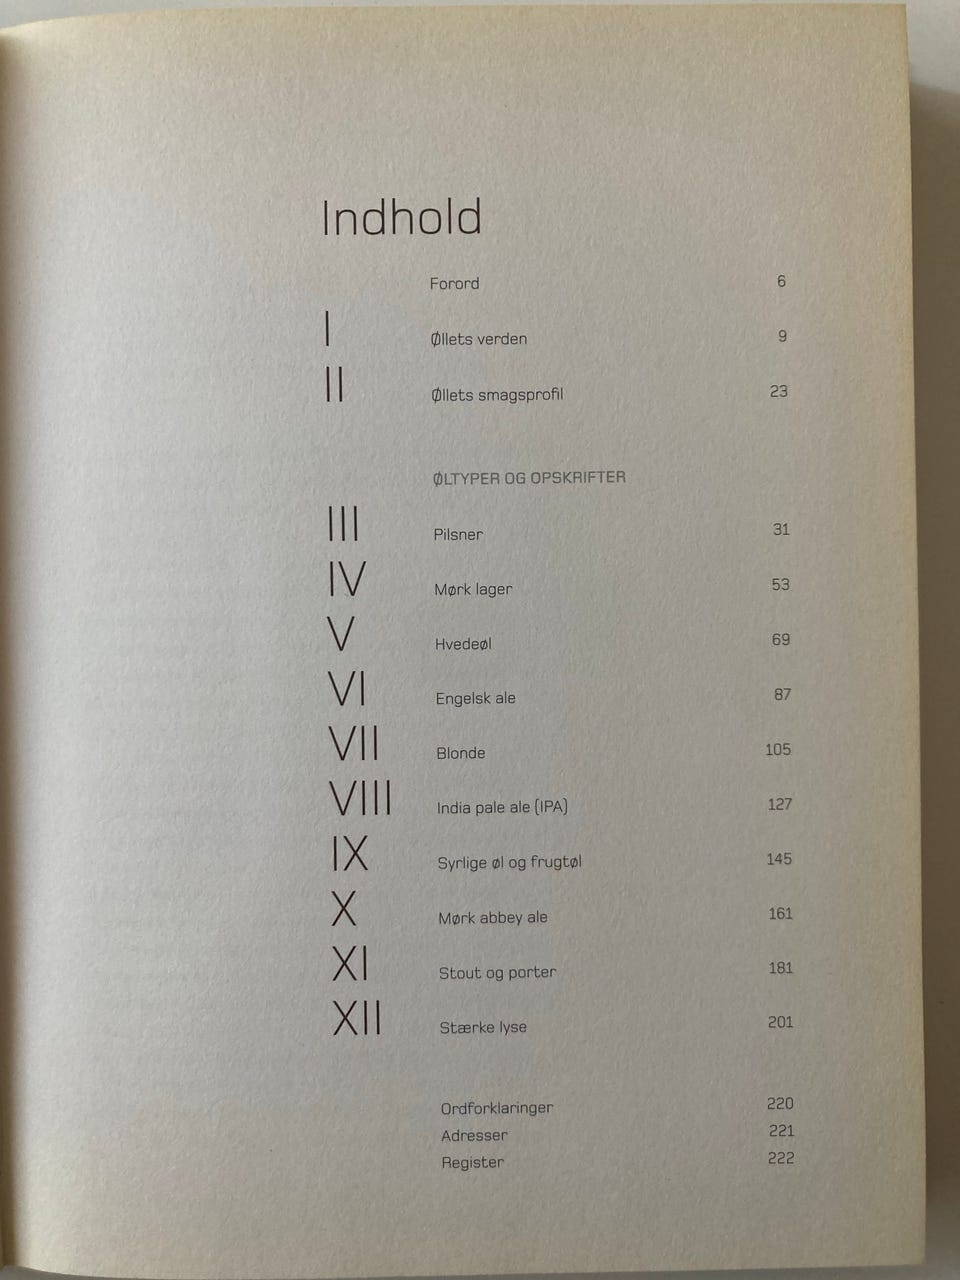 Indhold
Forord 6
I Øllets verden 9
II Øllets smagsprofil 23
ØLTYPER OG OPSKRIFTER
III Pilsner 31
IV Mørk lager 53
V Hvedeøl 69
VI Engelsk ale 87
VII Blonde 105
VIII India pale ale (IPA) 127
IX Syrlige øl og frugtøl 145
X Mørk abbey ale 161
XI Stout og porter 181
XII Stærke lyse 201
Ordforklaringer 220
Adresser 221
Register 222